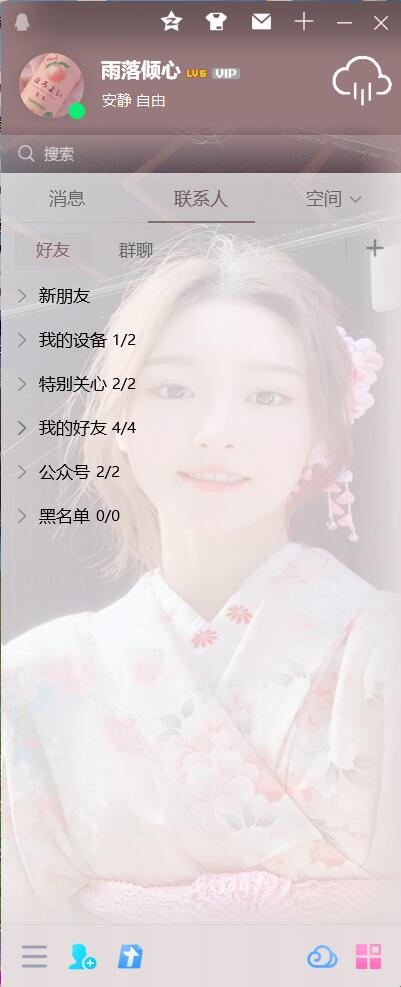 雨落倾心 LV6 VIP
安静 自由
搜索
消息 联系人 空间
好友 群聊
新朋友
我的设备 1/2
特别关心 2/2
我的好友 4/4
公众号 2/2
黑名单 0/0